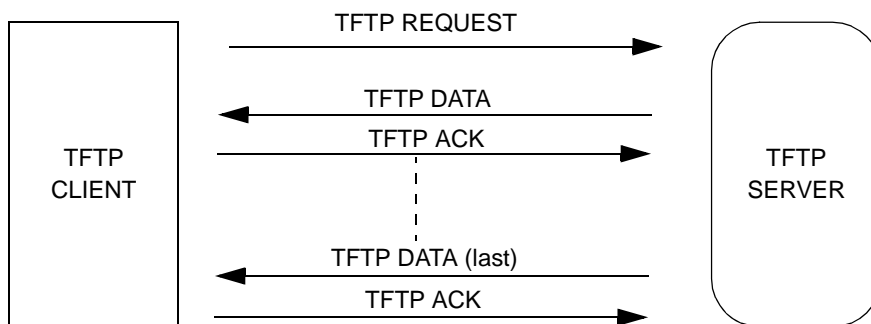 TFTP REQUEST
TFTP DATA
TFTP ACK
TFTP
CLIENT
TFTP
SERVER
TFTP DATA (last)
TFTP ACK